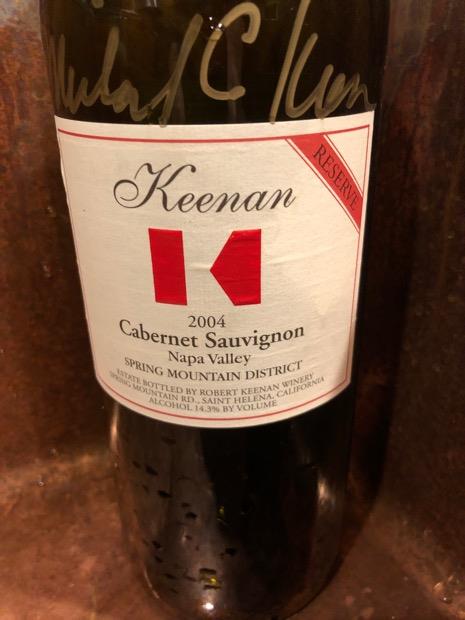 Keenan
RESERVE
K
2004
Cabernet Sauvignon
Napa Valley
SPRING MOUNTAIN DISTRICT
ESTATE BOTTLED BY ROBERT KEENAN WINERY
SPRING MOUNTAIN RD., SAINT HELENA, CALIFORNIA
ALCOHOL 14.3% BY VOLUME